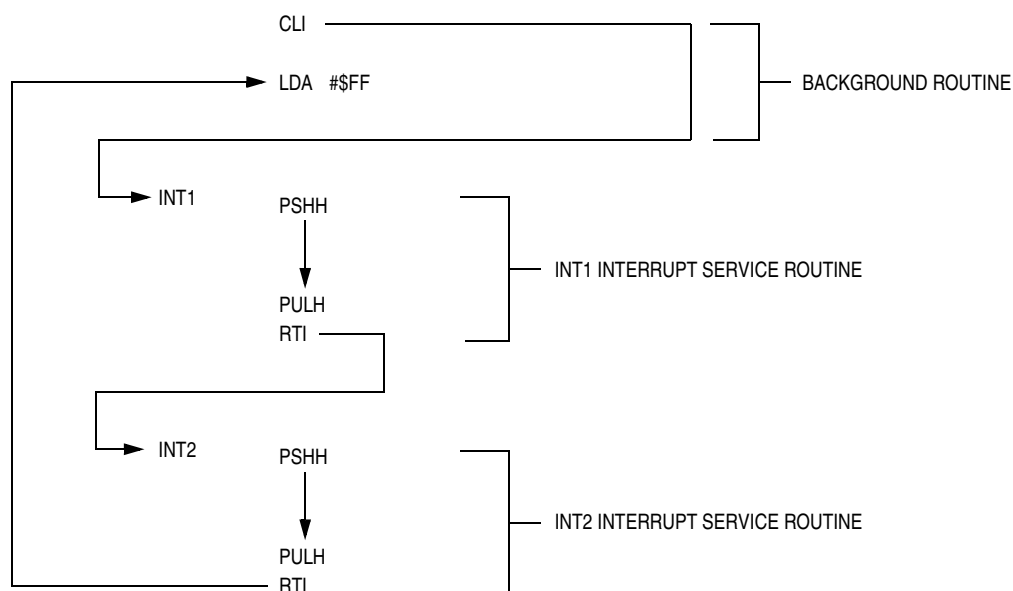 CLI
LDA #$FF
BACKGROUND ROUTINE
INT1
PSHH
INT1 INTERRUPT SERVICE ROUTINE
PULH
RTI
INT2
PSHH
INT2 INTERRUPT SERVICE ROUTINE
PULH
RTI